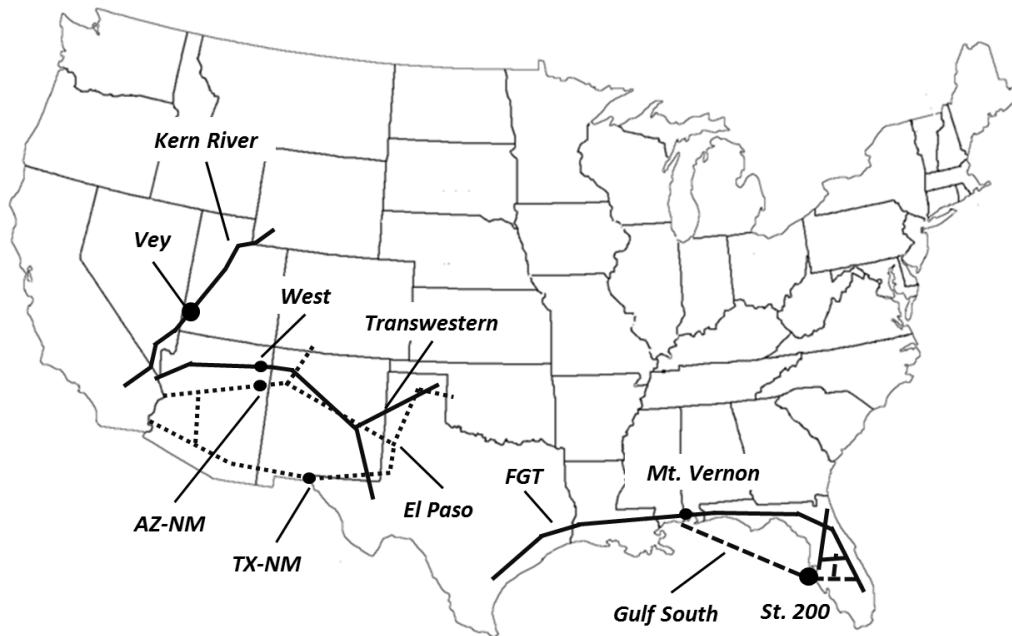 Kern River
Vey
West
Transwestern
AZ-NM
TX-NM
El Paso
FGT
Mt. Vernon
Gulf South
St. 200